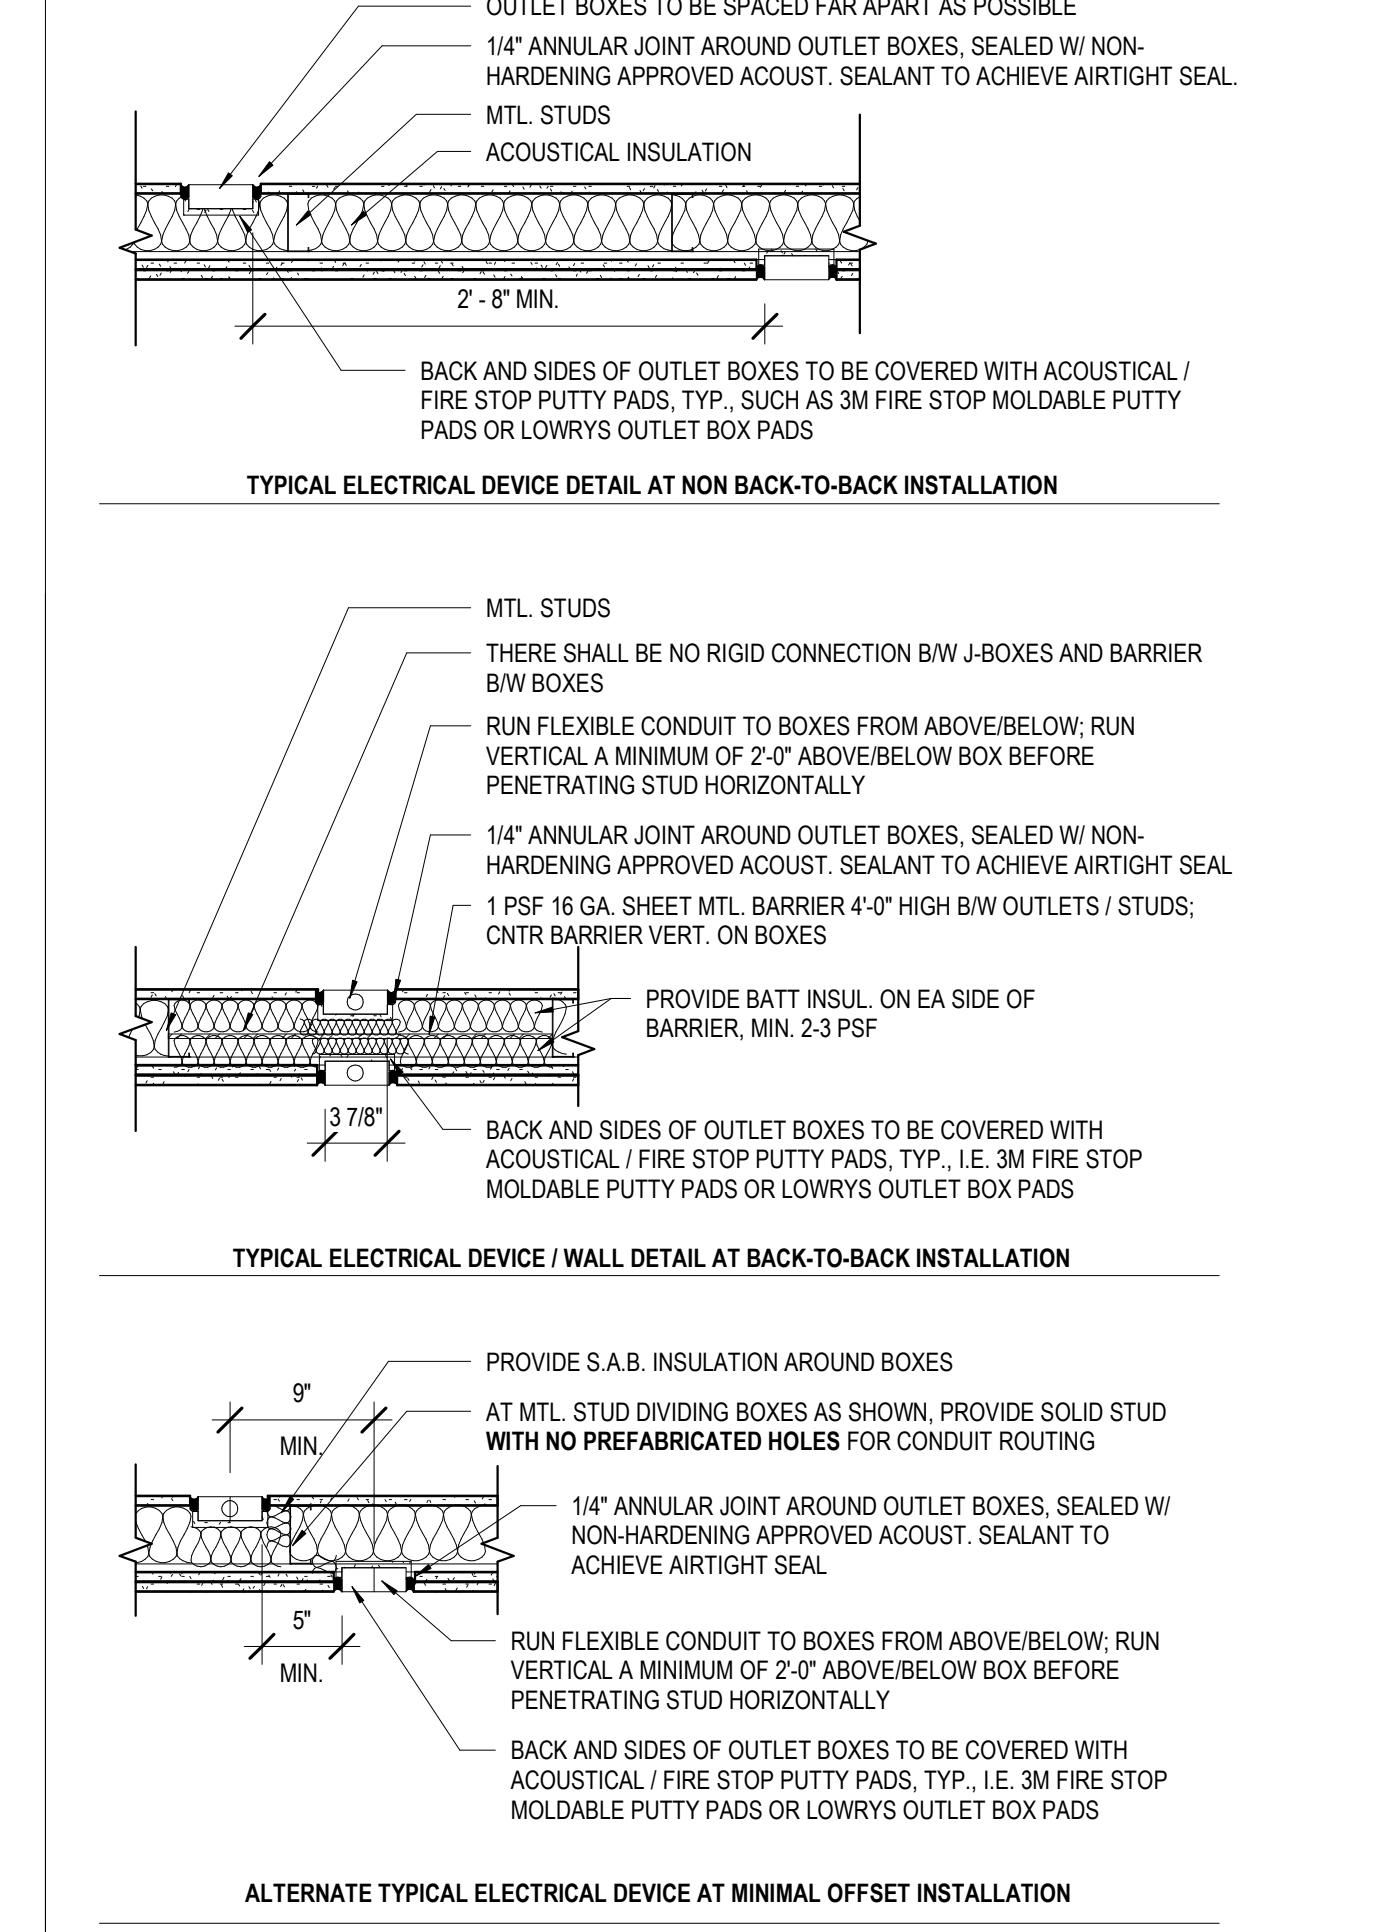 OUTLET BOXES TO BE SPACED FAR APART AS POSSIBLE
1/4" ANNULAR JOINT AROUND OUTLET BOXES, SEALED W/ NON-
HARDENING APPROVED ACOUST. SEALANT TO ACHIEVE AIRTIGHT SEAL.
MTL. STUDS
ACOUSTICAL INSULATION
2' - 8" MIN.
BACK AND SIDES OF OUTLET BOXES TO BE COVERED WITH ACOUSTICAL /
FIRE STOP PUTTY PADS, TYP., SUCH AS 3M FIRE STOP MOLDABLE PUTTY
PADS OR LOWRYS OUTLET BOX PADS
TYPICAL ELECTRICAL DEVICE DETAIL AT NON BACK-TO-BACK INSTALLATION
MTL. STUDS
THERE SHALL BE NO RIGID CONNECTION B/W J-BOXES AND BARRIER
B/W BOXES
RUN FLEXIBLE CONDUIT TO BOXES FROM ABOVE/BELOW; RUN
VERTICAL A MINIMUM OF 2'-0" ABOVE/BELOW BOX BEFORE
PENETRATING STUD HORIZONTALLY
1/4" ANNULAR JOINT AROUND OUTLET BOXES, SEALED W/ NON-
HARDENING APPROVED ACOUST. SEALANT TO ACHIEVE AIRTIGHT SEAL
1 PSF 16 GA. SHEET MTL. BARRIER 4'-0" HIGH B/W OUTLETS / STUDS;
CNTR BARRIER VERT. ON BOXES
PROVIDE BATT INSUL. ON EA SIDE OF
BARRIER, MIN. 2-3 PSF
3 7/8"
BACK AND SIDES OF OUTLET BOXES TO BE COVERED WITH
ACOUSTICAL / FIRE STOP PUTTY PADS, TYP., I.E. 3M FIRE STOP
MOLDABLE PUTTY PADS OR LOWRYS OUTLET BOX PADS
TYPICAL ELECTRICAL DEVICE / WALL DETAIL AT BACK-TO-BACK INSTALLATION
PROVIDE S.A.B. INSULATION AROUND BOXES
9"
MIN.
AT MTL. STUD DIVIDING BOXES AS SHOWN, PROVIDE SOLID STUD
WITH NO PREFABRICATED HOLES FOR CONDUIT ROUTING
1/4" ANNULAR JOINT AROUND OUTLET BOXES, SEALED W/
NON-HARDENING APPROVED ACOUST. SEALANT TO
ACHIEVE AIRTIGHT SEAL
5"
MIN.
RUN FLEXIBLE CONDUIT TO BOXES FROM ABOVE/BELOW; RUN
VERTICAL A MINIMUM OF 2'-0" ABOVE/BELOW BOX BEFORE
PENETRATING STUD HORIZONTALLY
BACK AND SIDES OF OUTLET BOXES TO BE COVERED WITH
ACOUSTICAL / FIRE STOP PUTTY PADS, TYP., I.E. 3M FIRE STOP
MOLDABLE PUTTY PADS OR LOWRYS OUTLET BOX PADS
ALTERNATE TYPICAL ELECTRICAL DEVICE AT MINIMAL OFFSET INSTALLATION